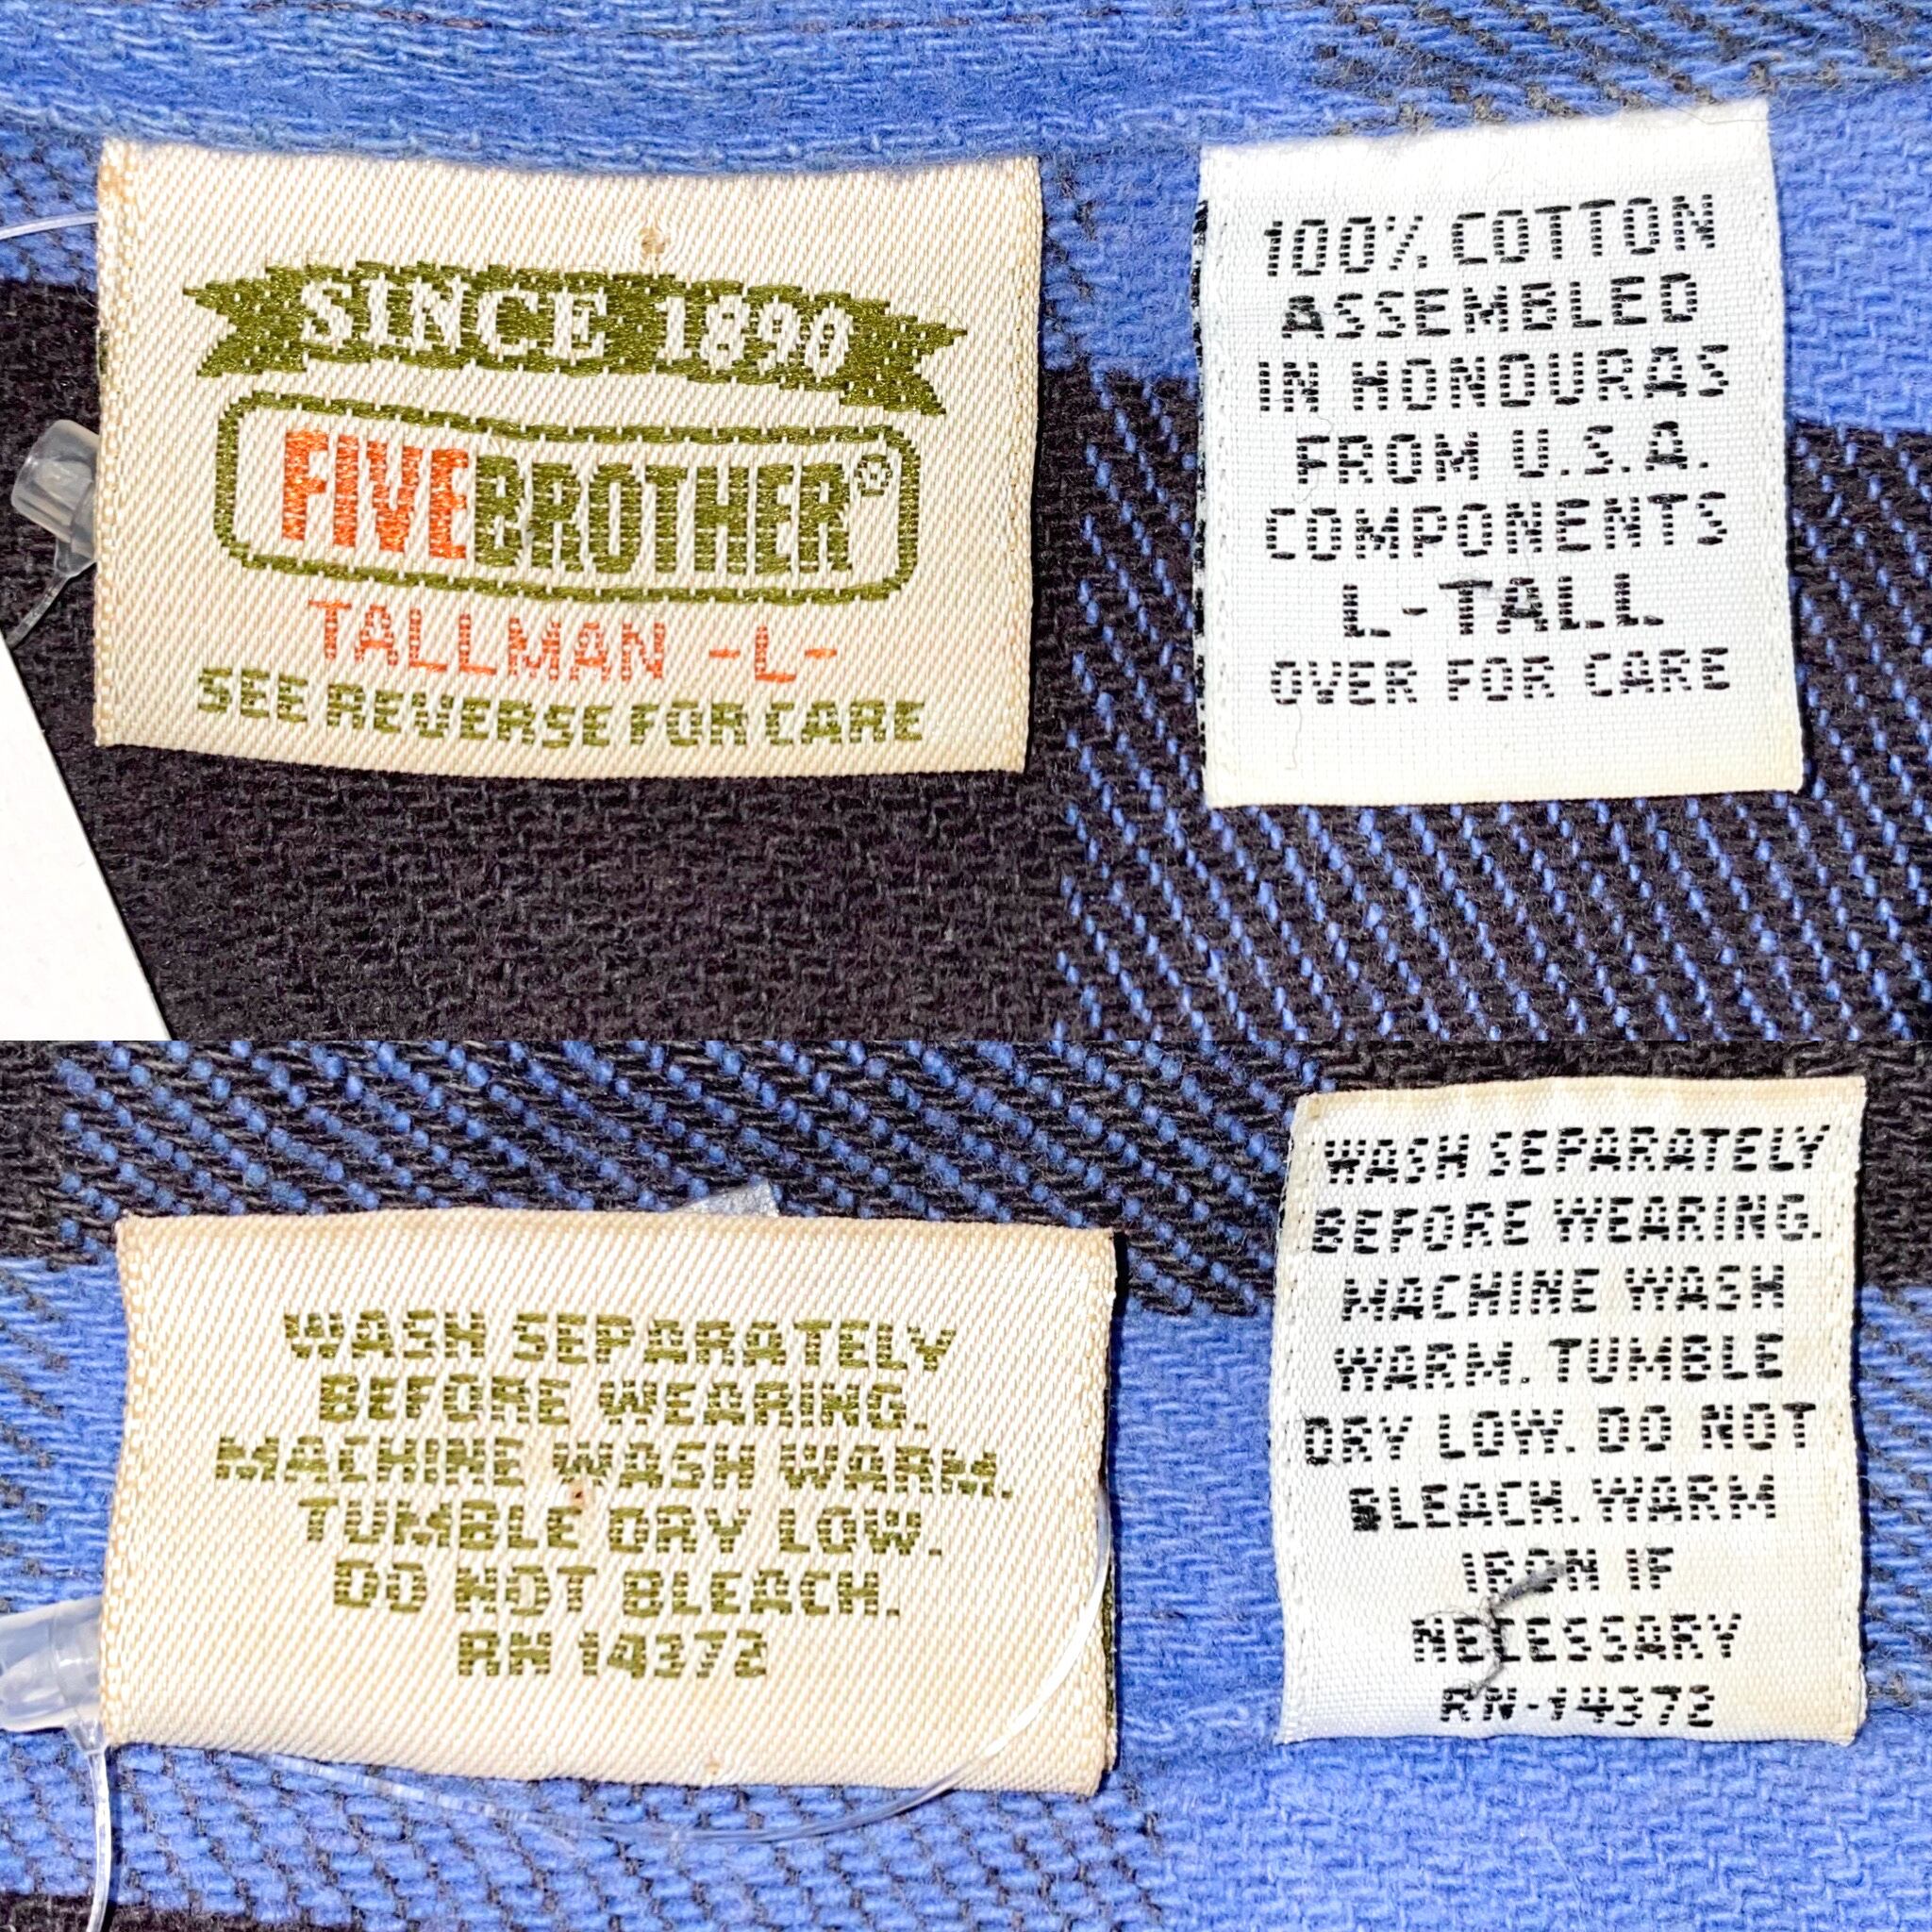 SINCE 1890
FIVEBROTHER®
TALLMAN -L-
SEE REVERSE FOR CARE
100% COTTON
ASSEMBLED
IN HONDURAS
FROM U.S.A.
COMPONENTS
L-TALL
OVER FOR CARE
WASH SEPARATELY
BEFORE WEARING.
MACHINE WASH WARM.
TUMBLE DRY LOW.
DO NOT BLEACH.
RN 14372
WASH SEPARATELY
BEFORE WEARING.
MACHINE WASH
WARM. TUMBLE
DRY LOW. DO NOT
BLEACH. WARM
IRON IF
NECESSARY
RN-14372